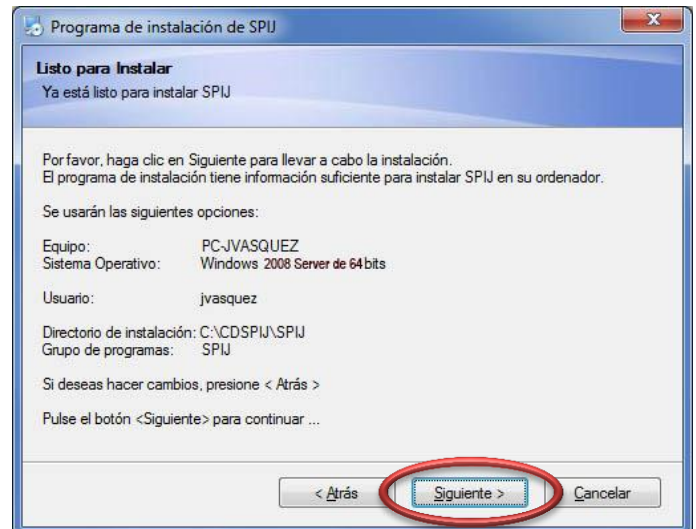 Programa de instalación de SPIJ
Listo para Instalar
Ya está listo para instalar SPIJ
Por favor, haga clic en Siguiente para llevar a cabo la instalación.
El programa de instalación tiene información suficiente para instalar SPIJ en su ordenador.
Se usarán las siguientes opciones:
Equipo: PC-JVASQUEZ
Sistema Operativo: Windows 2008 Server de 64 bits
Usuario: jvasquez
Directorio de instalación: C:\CDSPIJ\SPIJ
Grupo de programas: SPIJ
Si deseas hacer cambios, presione < Atrás >
Pulse el botón <Siguiente> para continuar ...
< Atrás Siguiente > Cancelar